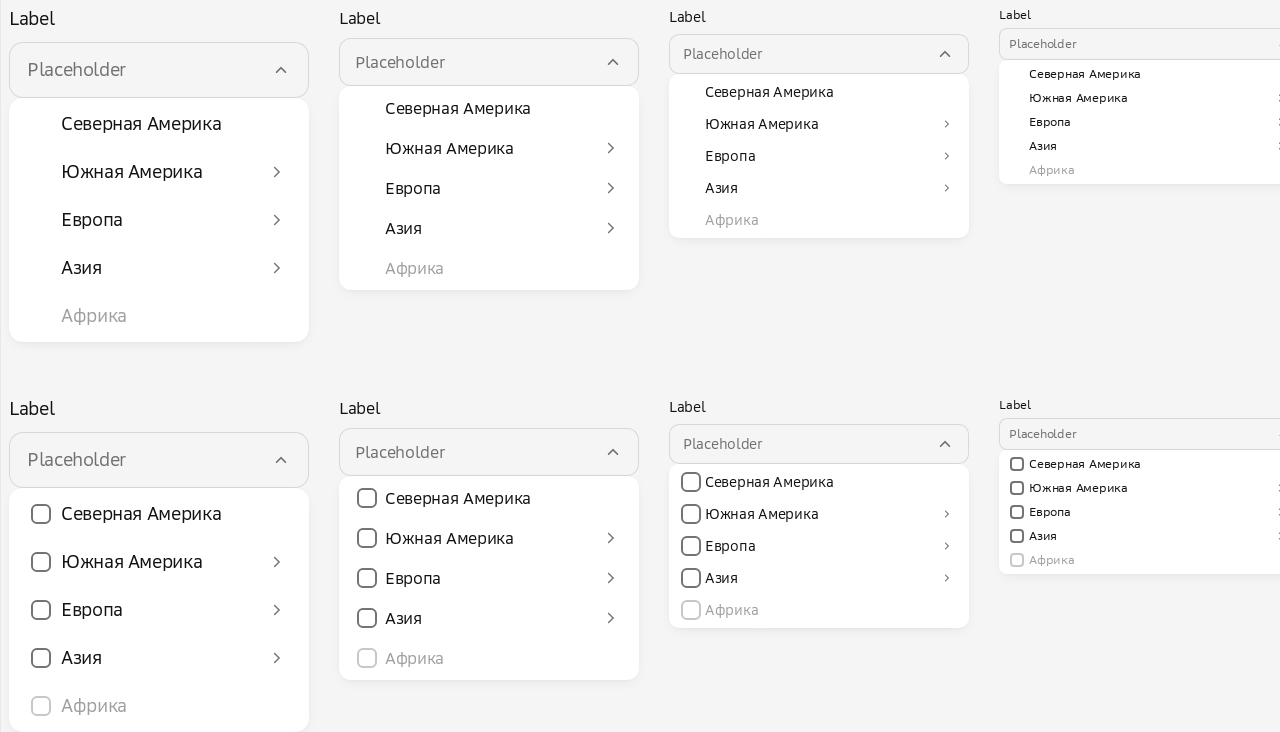 Label
Placeholder
Северная Америка
Южная Америка
Европа
Азия
Африка
Label
Placeholder
Северная Америка
Южная Америка
Европа
Азия
Африка
Label
Placeholder
Северная Америка
Южная Америка
Европа
Азия
Африка
Label
Placeholder
Северная Америка
Южная Америка
Европа
Азия
Африка
Label
Placeholder
Северная Америка
Южная Америка
Европа
Азия
Африка
Label
Placeholder
Северная Америка
Южная Америка
Европа
Азия
Африка
Label
Placeholder
Северная Америка
Южная Америка
Европа
Азия
Африка
Label
Placeholder
Северная Америка
Южная Америка
Европа
Азия
Африка